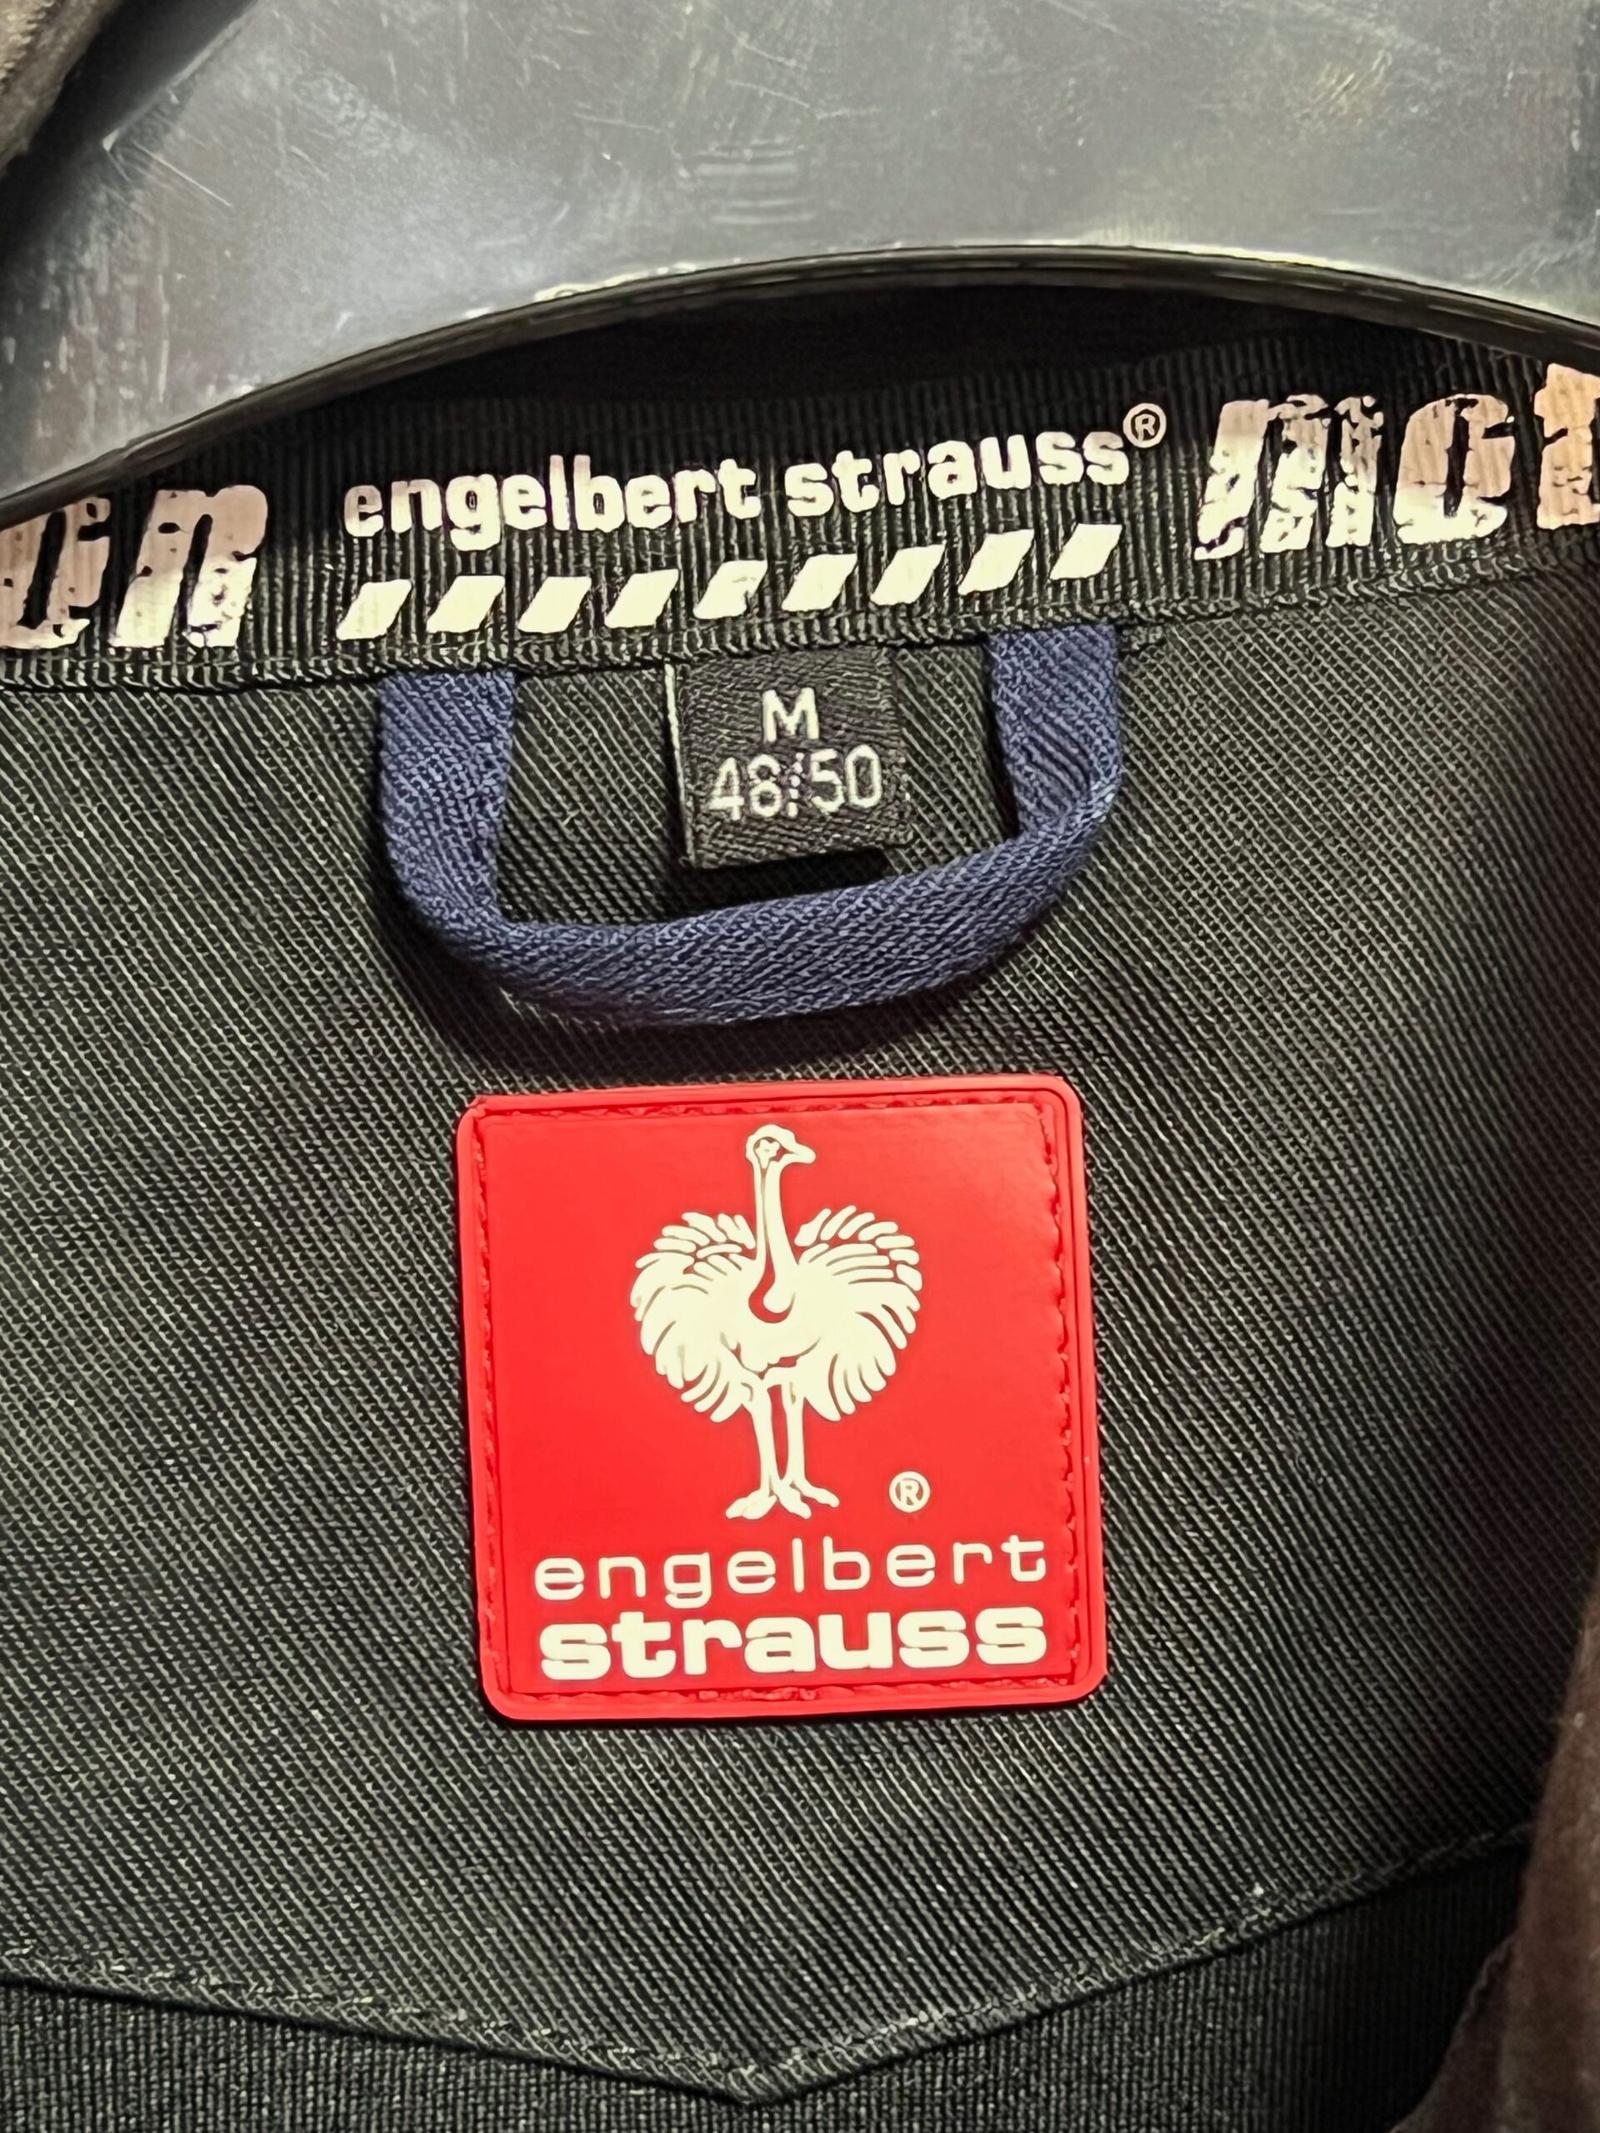 engelbert strauss®
M
48/50
®
engelbert
strauss